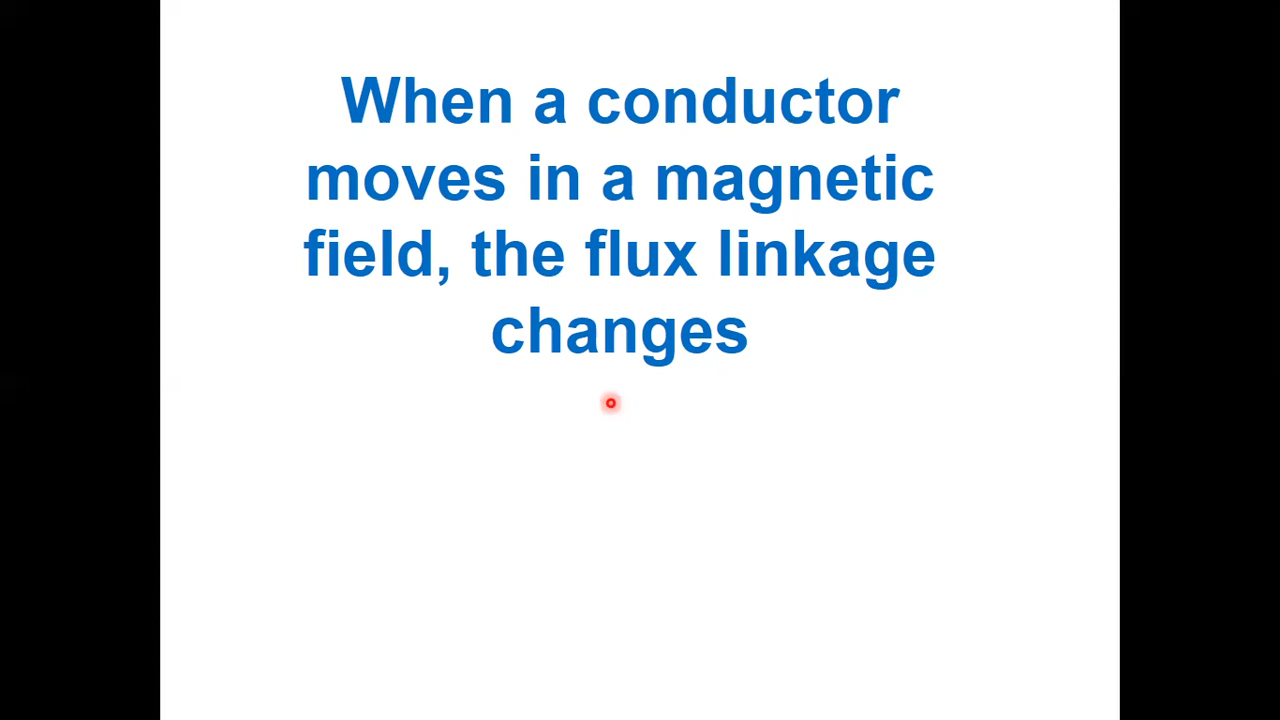 When a conductor
moves in a magnetic
field, the flux linkage
changes